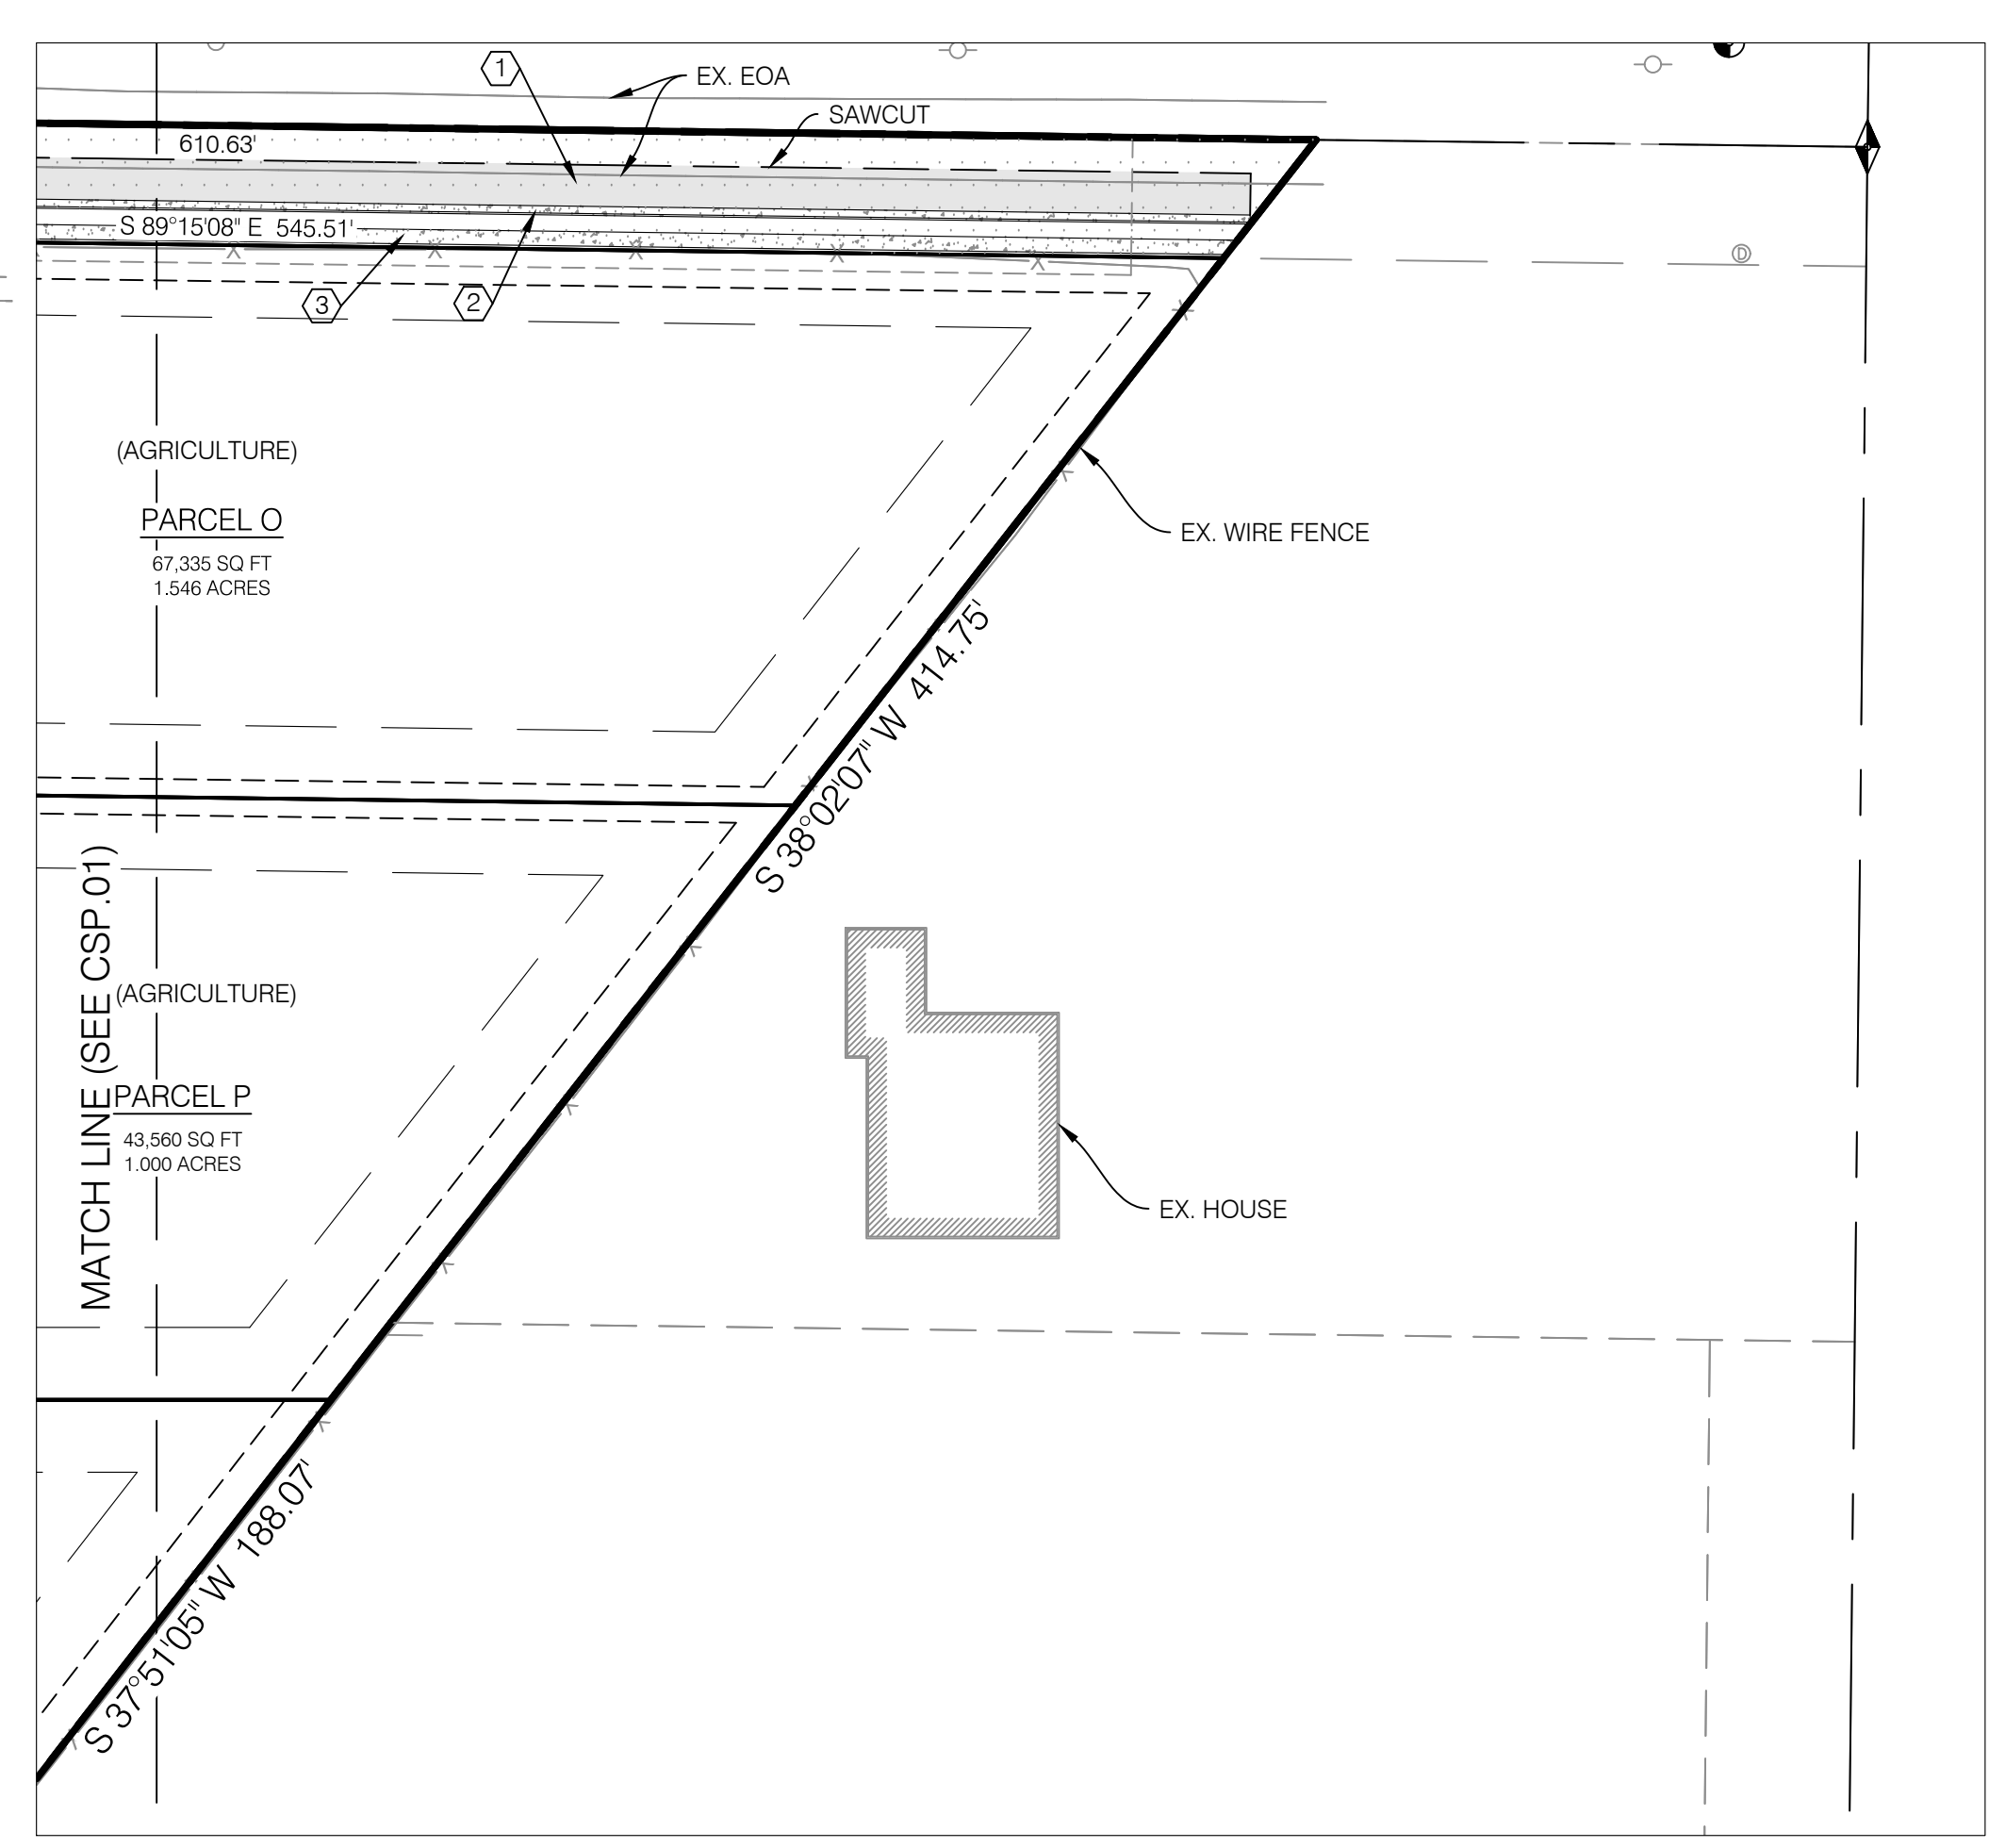 1
EX. EOA
SAWCUT
610.63'
S 89°15'08" E 545.51'
D
3
2
(AGRICULTURE)
PARCEL O
67,335 SQ FT
1.546 ACRES
EX. WIRE FENCE
S 38°02'07" W 414.75'
MATCH LINE (SEE CSP.01)
(AGRICULTURE)
PARCEL P
43,560 SQ FT
1.000 ACRES
EX. HOUSE
S 37°51'05" W 188.07'